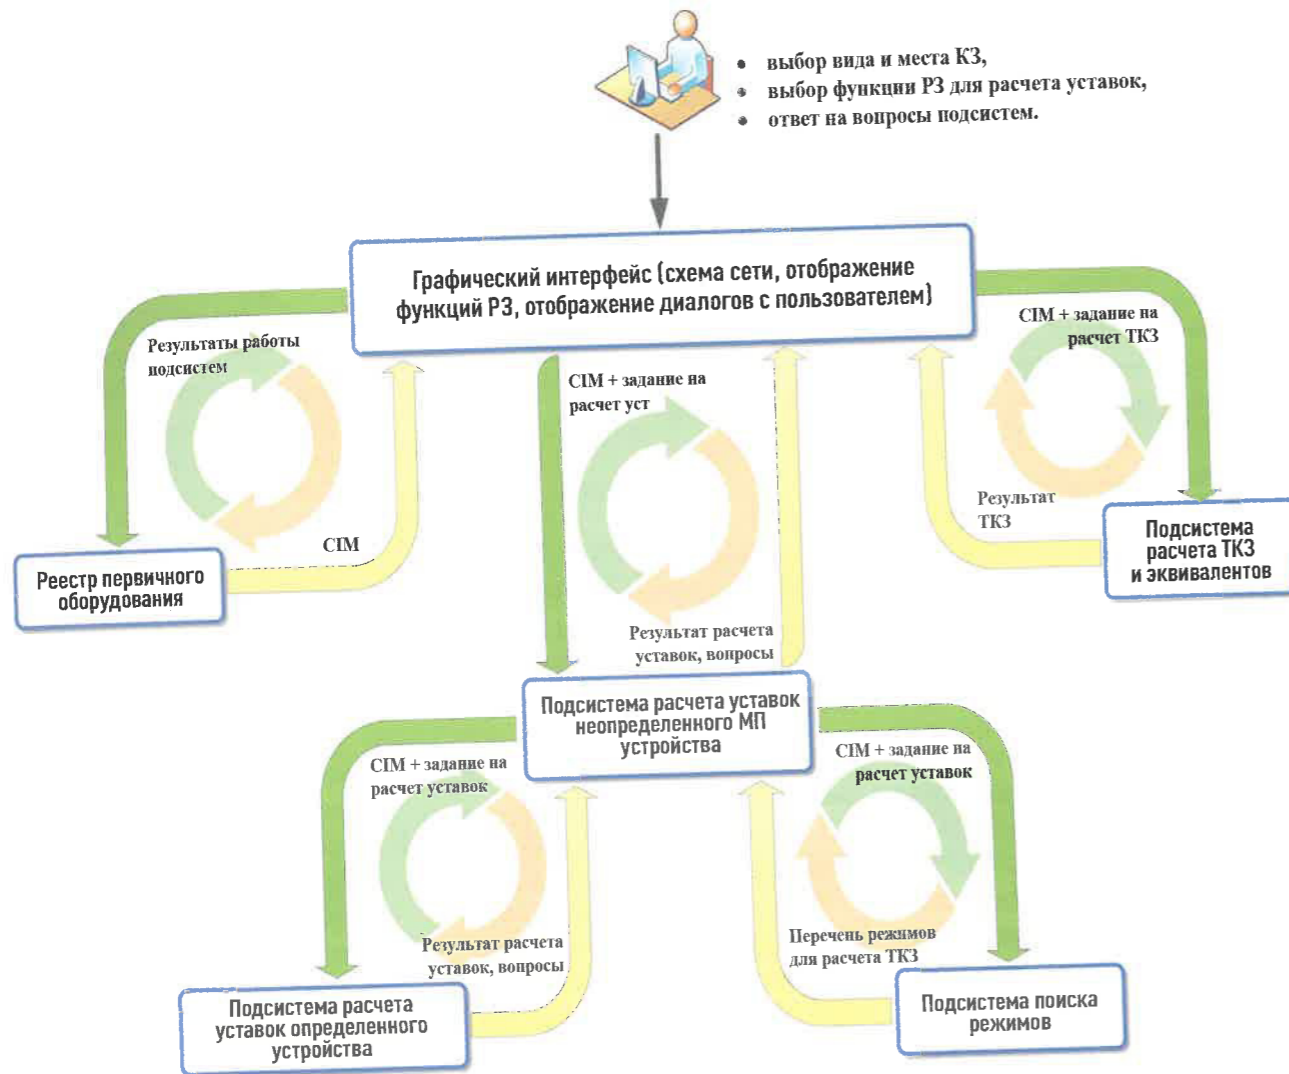 • выбор вида и места КЗ,
• выбор функции РЗ для расчета уставок,
• ответ на вопросы подсистем.
Графический интерфейс (схема сети, отображение
функций РЗ, отображение диалогов с пользователем)
Результаты работы
подсистем
CIM
Реестр первичного
оборудования
CIM + задание на
расчет уст
Результат расчета
уставок, вопросы
CIM + задание на
расчет ТКЗ
Результат
ТКЗ
Подсистема
расчета ТКЗ
и эквивалентов
Подсистема расчета уставок
неопределенного МП
устройства
CIM + задание на
расчет уставок
Результат расчета
уставок, вопросы
Подсистема расчета
уставок определенного
устройства
CIM + задание на
расчет уставок
Перечень режимов
для расчета ТКЗ
Подсистема поиска
режимов